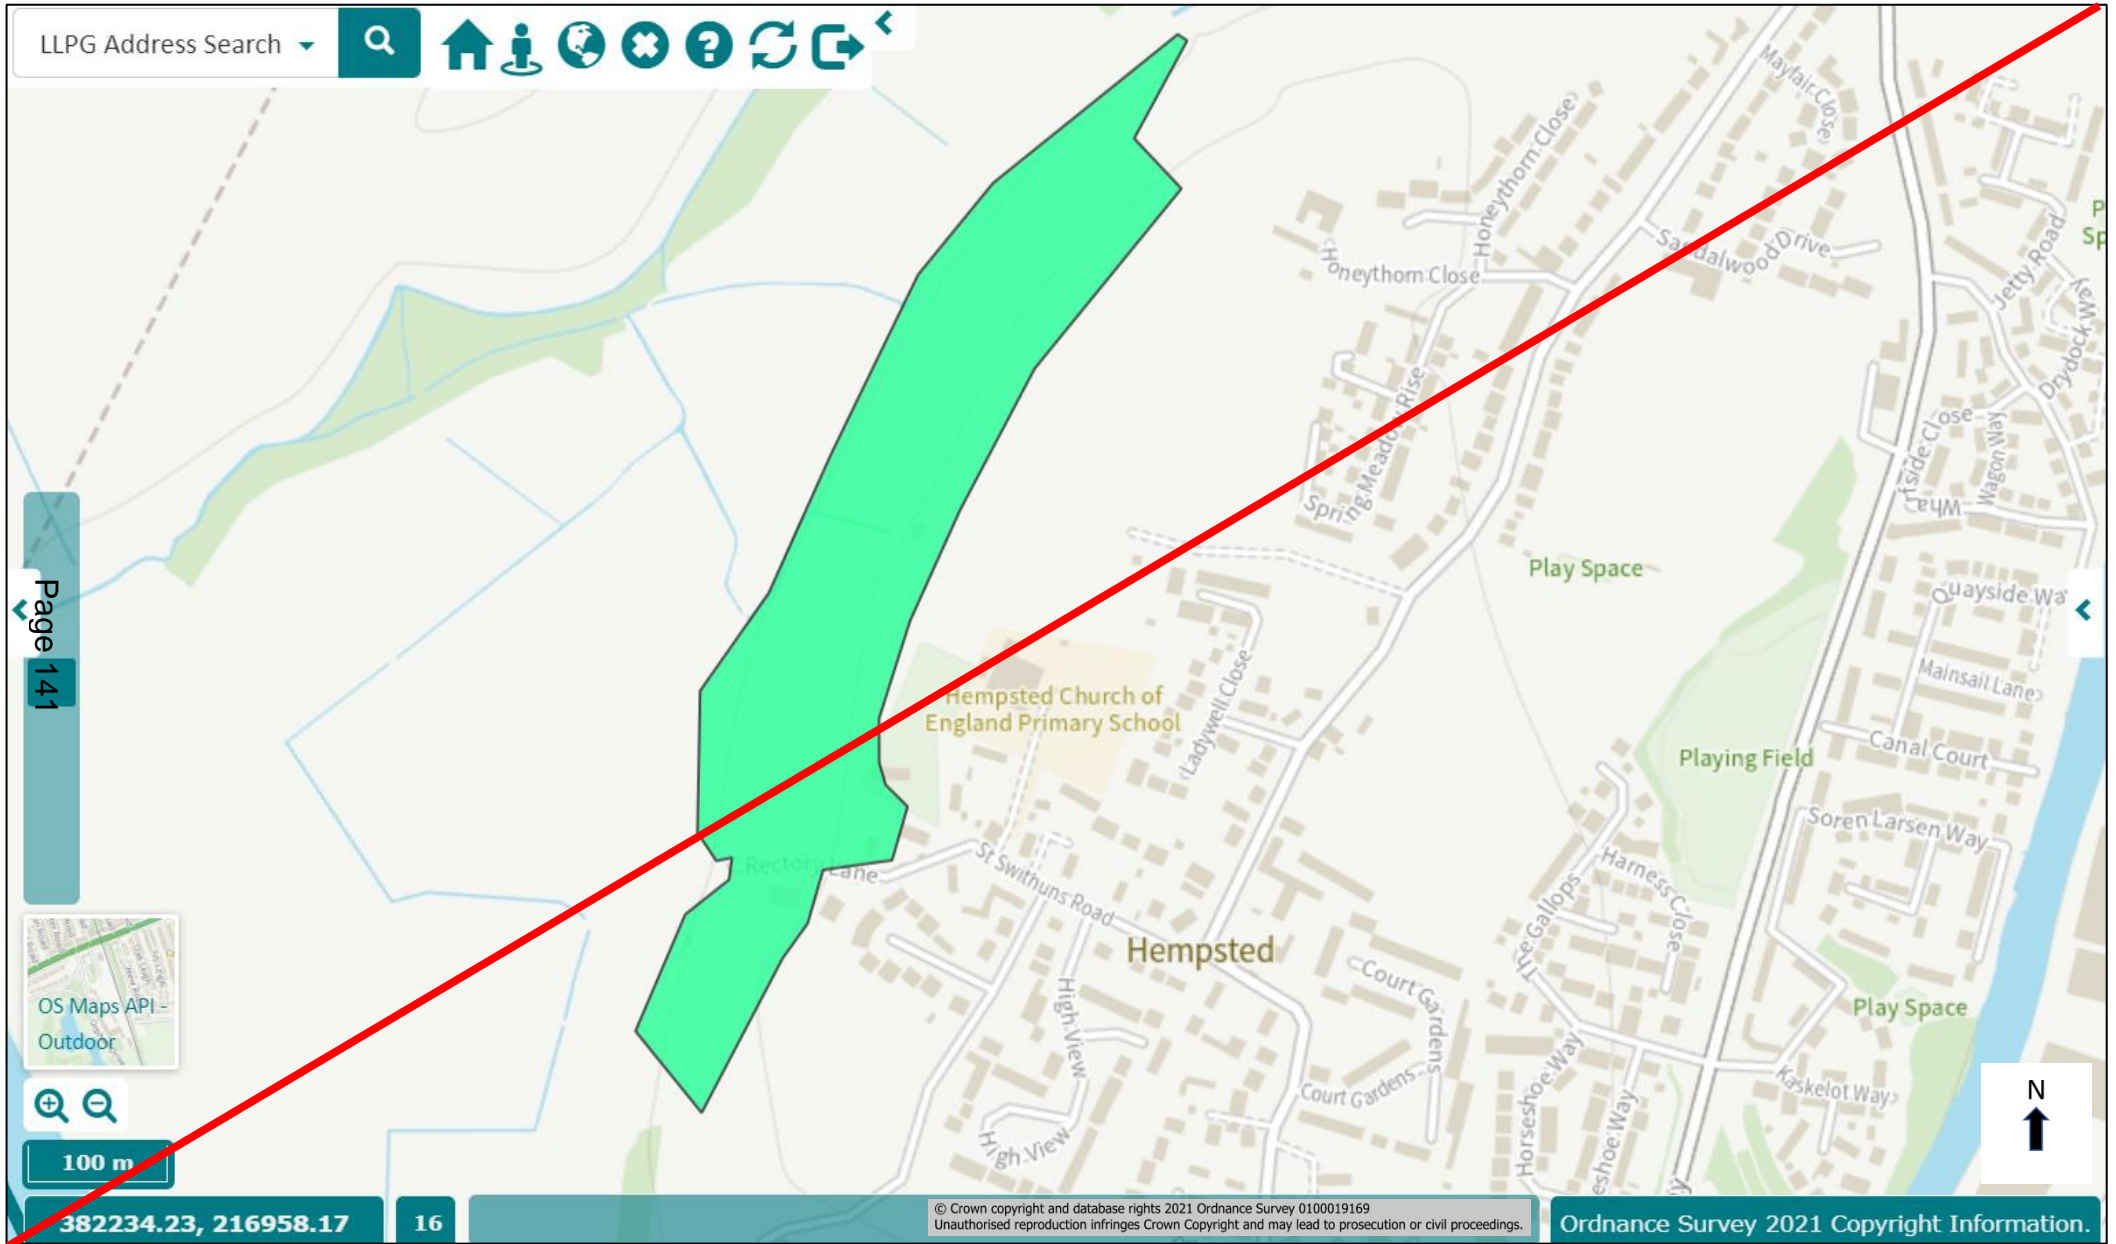 LLPG Address Search
Mayfair Close
Honeythorn Close
Honeythorn Close
Sandalwood Drive
Jetty Road
Drydock Way
P
Sp
Spring Meadow Rise
Wharfside Close
Wagon Way
Play Space
Quayside Wa
Mainsail Lane
Page 141
Hempsted Church of
England Primary School
Ladywell Close
Playing Field
Canal Court
Soren Larsen Way
Rectory Lane
St Swithuns Road
The Gallops
Harness Close
Hempsted
Court Gardens
High View
OS Maps API -
Outdoor
Play Space
Court Gardens
Horseshoe Way
eshoe Way
Kaskelot Way
High View
N
100 m
382234.23, 216958.17
16
© Crown copyright and database rights 2021 Ordnance Survey 0100019169
Unauthorised reproduction infringes Crown Copyright and may lead to prosecution or civil proceedings.
Ordnance Survey 2021 Copyright Information.